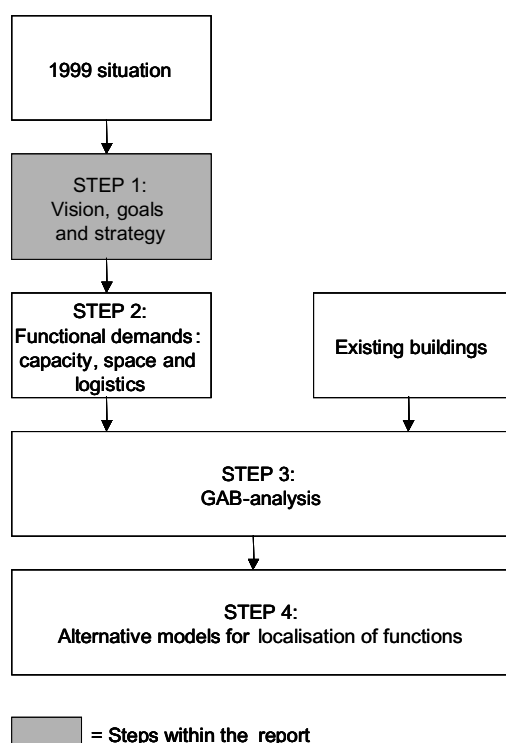 1999 situation
STEP 1:
Vision, goals
and strategy
STEP 2:
Functional demands:
capacity, space and
logistics
Existing buildings
STEP 3:
GAB-analysis
STEP 4:
Alternative models for localisation of functions
= Steps within the report